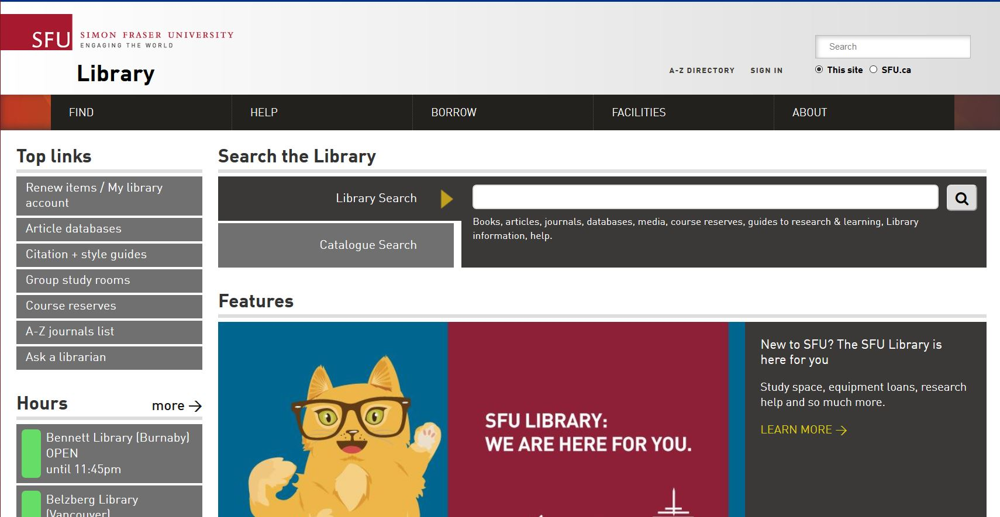 SFU
SIMON FRASER UNIVERSITY
ENGAGING THE WORLD
Library
A-Z DIRECTORY
SIGN IN
Search
This site
SFU.ca
FIND
HELP
BORROW
FACILITIES
ABOUT
Top links
Renew items / My library
account
Article databases
Citation + style guides
Group study rooms
Course reserves
A-Z journals list
Ask a librarian
Hours
more →
Bennett Library (Burnaby)
OPEN
until 11:45pm
Belzberg Library
(Vancouver)
Search the Library
Library Search
Catalogue Search
Books, articles, journals, databases, media, course reserves, guides to research & learning, Library
information, help.
Features
SFU LIBRARY:
WE ARE HERE FOR YOU.
New to SFU? The SFU Library is
here for you
Study space, equipment loans, research
help and so much more.
LEARN MORE →